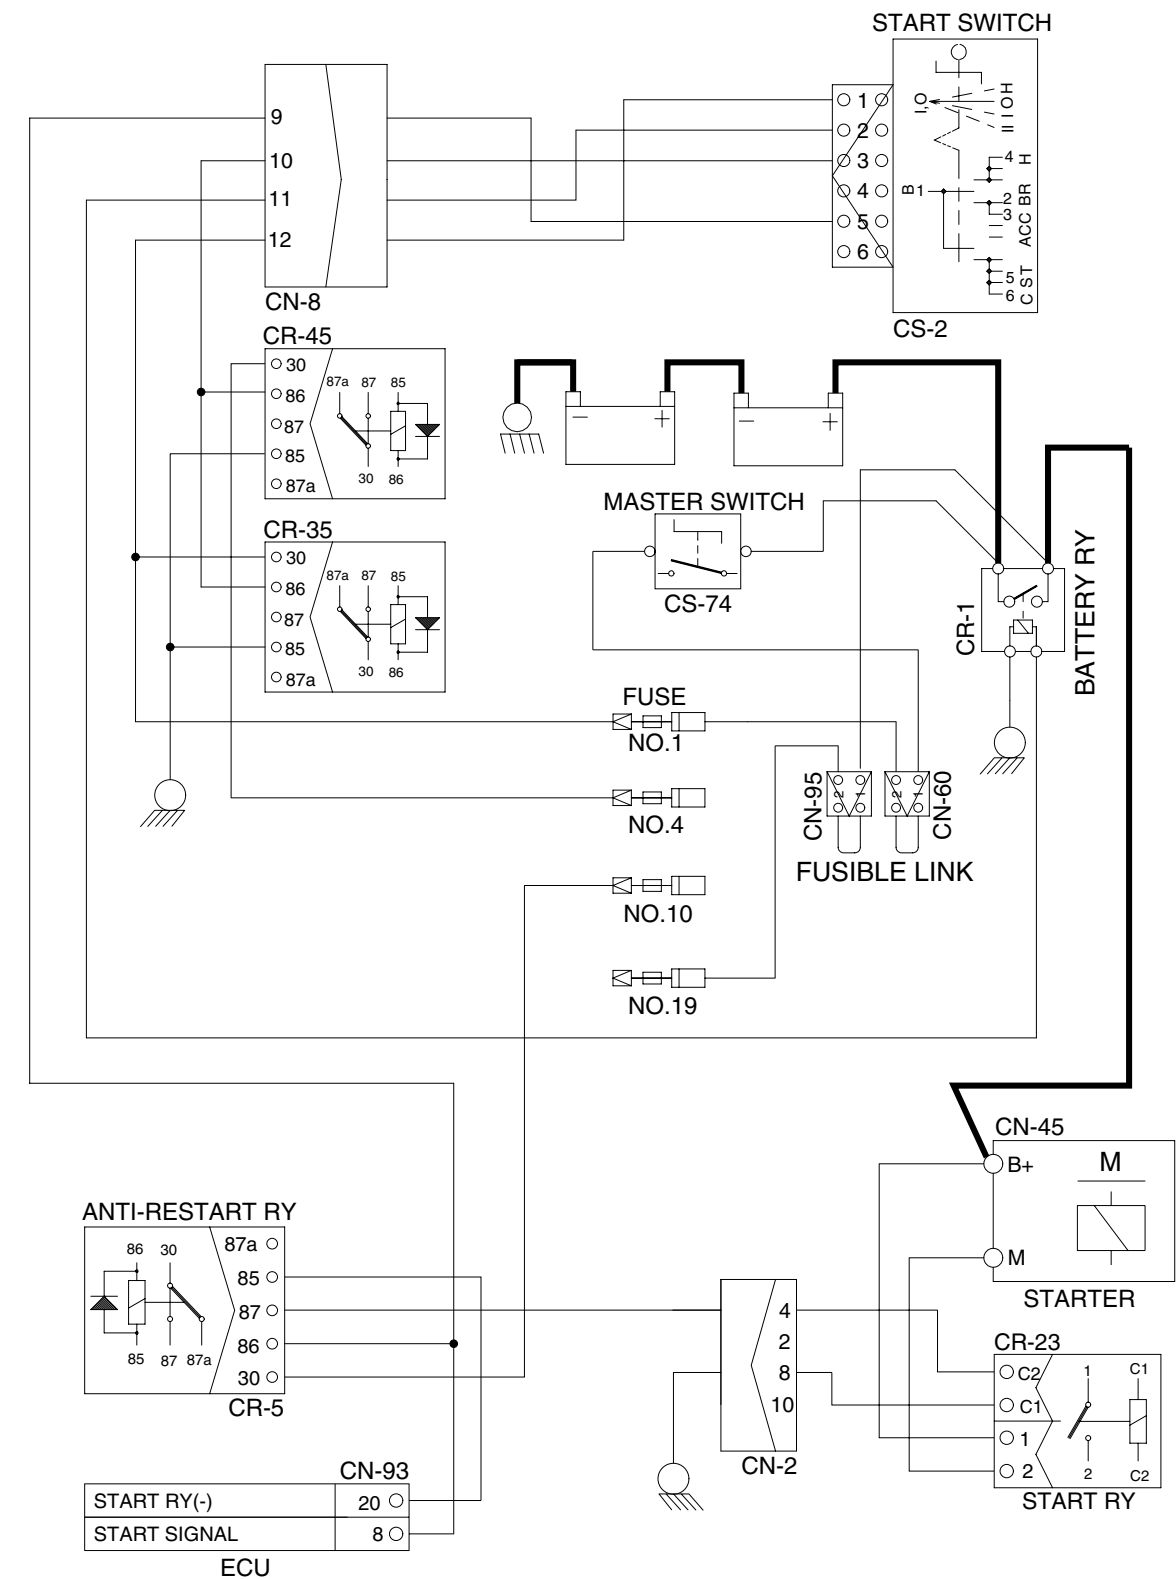 START SWITCH
1
2
3
4
5
6
I,O
H
O
I
II
B 1
4 H
2 BR
3 ACC
5 ST
6 C
CS-2
9
10
11
12
CN-8
CR-45
30
86
87
85
87a
87a 87 85
30 86
CR-35
30
86
87
85
87a
87a 87 85
30 86
− +
− +
MASTER SWITCH
CS-74
CR-1
BATTERY RY
FUSE
NO.1
NO.4
NO.10
NO.19
CN-95
2 1
2 1
CN-60
FUSIBLE LINK
CN-45
B+
M
M
STARTER
ANTI-RESTART RY
86 30
85 87 87a
87a
85
87
86
30
CR-5
CN-93
START RY(-) 20
START SIGNAL 8
ECU
4
2
8
10
CN-2
CR-23
C2
C1
1
2
1 C1
2 C2
START RY